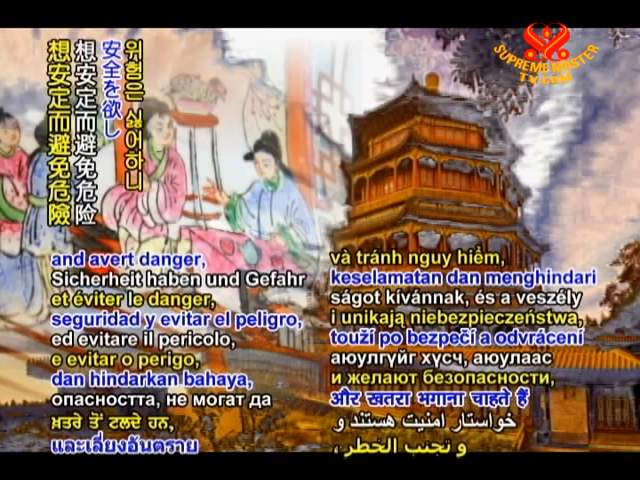 SUPREME MASTER
TV.COM
위험은 싫어하니
安全を欲し
想安定而避免危险
想安定而避免危險
and avert danger,
Sicherheit haben und Gefahr
et éviter le danger,
seguridad y evitar el peligro,
ed evitare il pericolo,
e evitar o perigo,
dan hindarkan bahaya,
опасността, не могат да
ਖ਼ਤਰੇ ਤੋਂ ਟਲਦੇ ਹਨ,
และเลี่ยงอันตราย
và tránh nguy hiểm,
keselamatan dan menghindari
ságot kívánnak, és a veszély
i unikają niebezpieczeństwa,
touží po bezpečí a odvrácení
аюулгүйг хүсч, аюулаас
и желают безопасности,
और खतरा भगाना चाहते हैं
خواستار امنیت هستند و
و تجنب الخطر ،